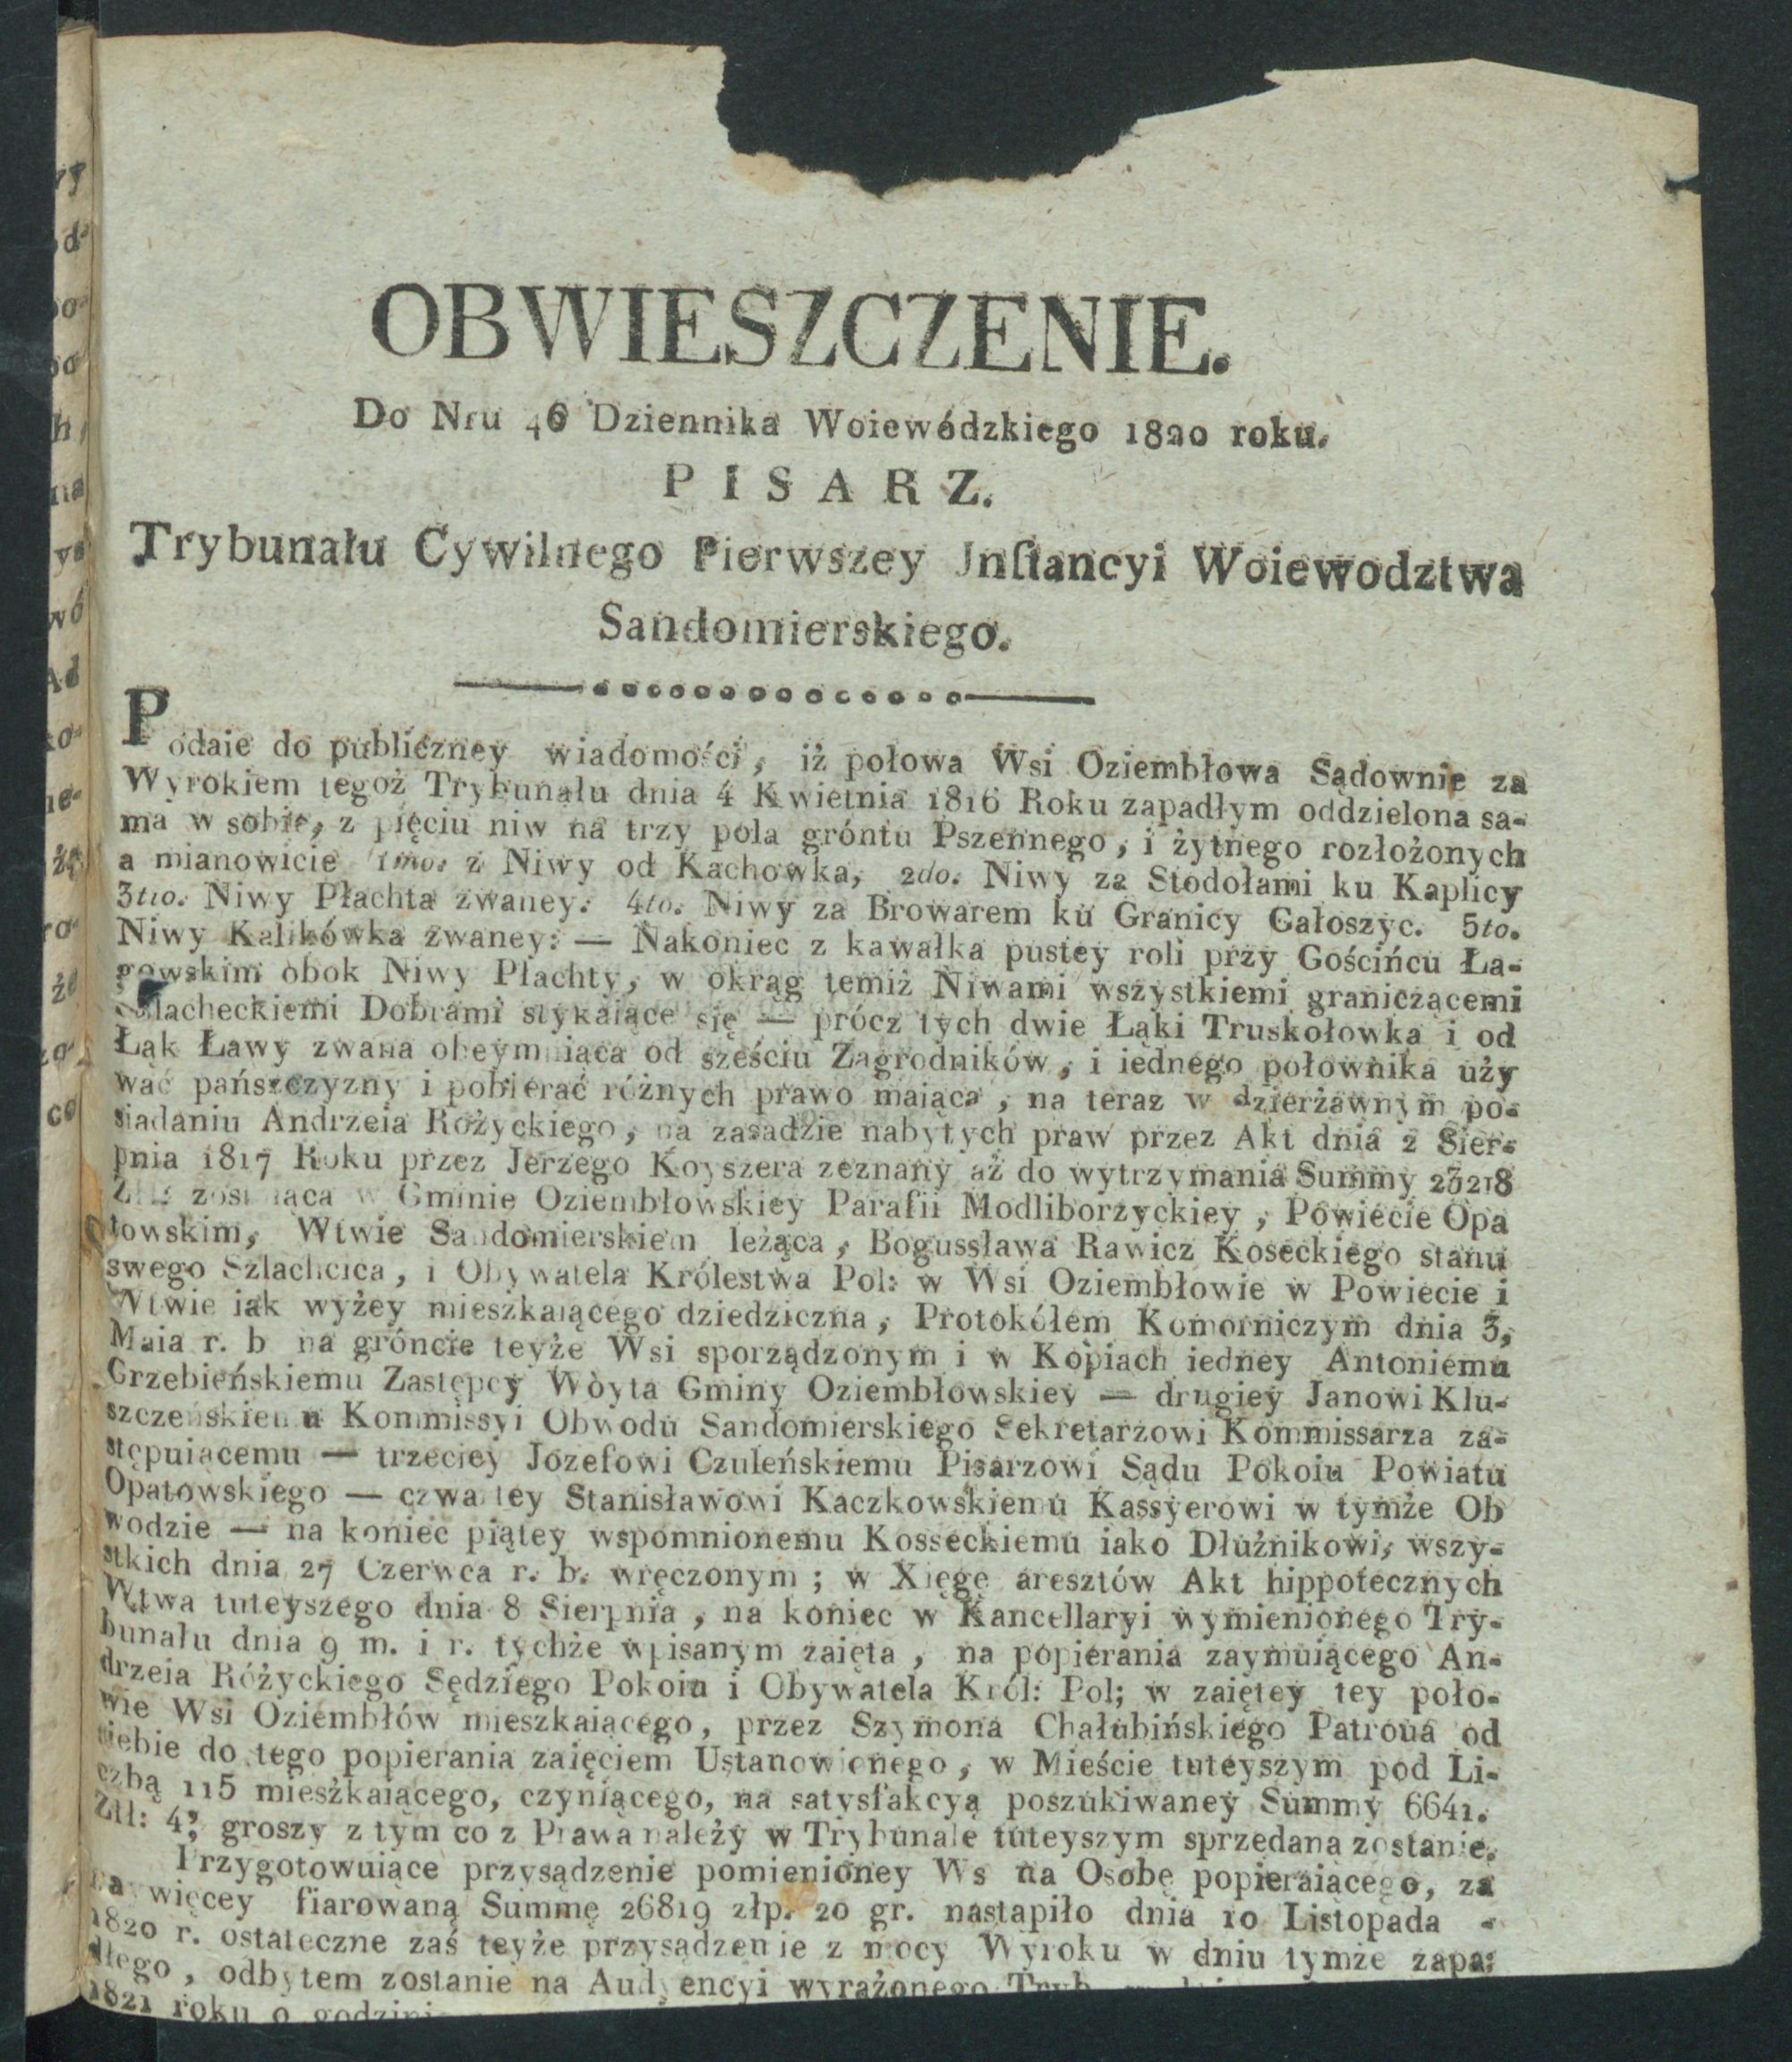 OBWIESZCZENIE.
Do Nru 46 Dziennika Woiewódzkiego 1820 roku.
PISARZ.
Trybunału Cywilnego Pierwszey Jnſtancyi Woiewodztwa
Sandomierskiego.
Podaie do publiczney wiadomości, iż połowa Wsi Oziembłowa Sądownie za
Wyrokiem tegoż Trybunału dnia 4 Kwietnia 1816 Roku zapadłym oddzielona sa-
ma w sobie, z pięciu niw na trzy pola gróntu Pszennego, i żytnego rozłożonych
a mianowicie 1mo. z Niwy od Kachowka, 2do. Niwy za Stodołami ku Kaplicy
3tio. Niwy Płachta zwaney. 4to. Niwy za Browarem ku Granicy Gałoszyc. 5to.
Niwy Kalikówka zwaney: — Nakoniec z kawałka pustey roli przy Gościńcu Ła-
gowskim obok Niwy Płachty, w okrąg temiż Niwami wszystkiemi graniczącemi
Szlacheckiemi Dobrami stykaiące się — prócz tych dwie Łąki Truskołowka i od
Łąk Ławy zwana obeymuiąca od sześciu Zagrodników, i iednego połownika uży
wać pańszczyzny i pobierać różnych prawo maiąca, na teraz w dzierżawnym po-
siadaniu Andrzeia Rożyckiego, na zasadzie nabytych praw przez Akt dnia 2 Sier-
pnia 1817 Roku przez Jerzego Koyszera zeznany aż do wytrzymania Summy 23218
Złł: zostaiąca w Gminie Oziembłowskiey Parafii Modliborzyckiey, Powiecie Opa
towskim, Wtwie Sandomierskiem leżąca, Bogussława Rawicz Koseckiego stanu
swego Szlachcica, i Obywatela Królestwa Pol: w Wsi Oziembłowie w Powiecie i
Wtwie iak wyżey mieszkaiącego dziedziczna, Protokółem Komorniczym dnia 3,
Maia r. b na gróncie teyże Wsi sporządzonym i w Kopiach iedney Antoniemu
Grzebieńskiemu Zastępcy Woyta Gminy Oziembłowskiey — drugiey Janowi Klu-
szczeńskiemu Kommissyi Obwodu Sandomierskiego Sekretarzowi Kommissarza za-
stępuiącemu — trzeciey Jozefowi Czuleńskiemu Pisarzowi Sądu Pokoiu Powiatu
Opatowskiego — czwartey Stanisławowi Kaczkowskiemu Kassyerowi w tymże Ob
wodzie — na koniec piątey wspomnionemu Kosseckiemu iako Dłużnikowi, wszy-
stkich dnia 27 Czerwca r. b. wręczonym; w Xięgę aresztów Akt hippotecznych
Wtwa tuteyszego dnia 8 Sierpnia, na koniec w Kancellaryi wymienionego Try-
bunału dnia 9 m. i r. tychże wpisanym zaięta, na popierania zaymuiącego An-
drzeia Różyckiego Sędziego Pokoiu i Obywatela Król: Pol; w zaiętey tey poło-
wie Wsi Oziembłów mieszkaiącego, przez Szymona Chałubińskiego Patrona od
siebie do tego popierania zaięciem Ustanowionego, w Mieście tuteyszym pod Li-
czbą 115 mieszkaiącego, czyniącego, na satysfakcyą poszukiwaney Summy 6641.
Złł: 4, groszy z tym co z Prawa należy w Trybunale tuteyszym sprzedana zostanie.
Przygotowuiące przysądzenie pomienioney Ws na Osobę popieraiącego, za
nay więcey fiarowaną Summę 26819 złp. 20 gr. nastąpiło dnia 10 Listopada -
1820 r. ostateczne zaś teyże przysądzenie z mocy Wyroku w dniu tymże zapa-
dłego, odbytem zostanie na Audyencyi wyrażonego
1821 roku o